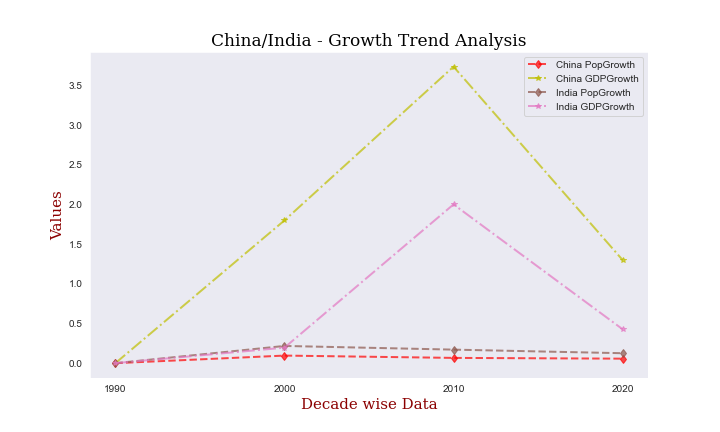 China/India - Growth Trend Analysis
China PopGrowth
China GDPGrowth
India PopGrowth
India GDPGrowth
3.5
3.0
2.5
2.0
1.5
1.0
0.5
0.0
Values
1990 2000 2010 2020
Decade wise Data